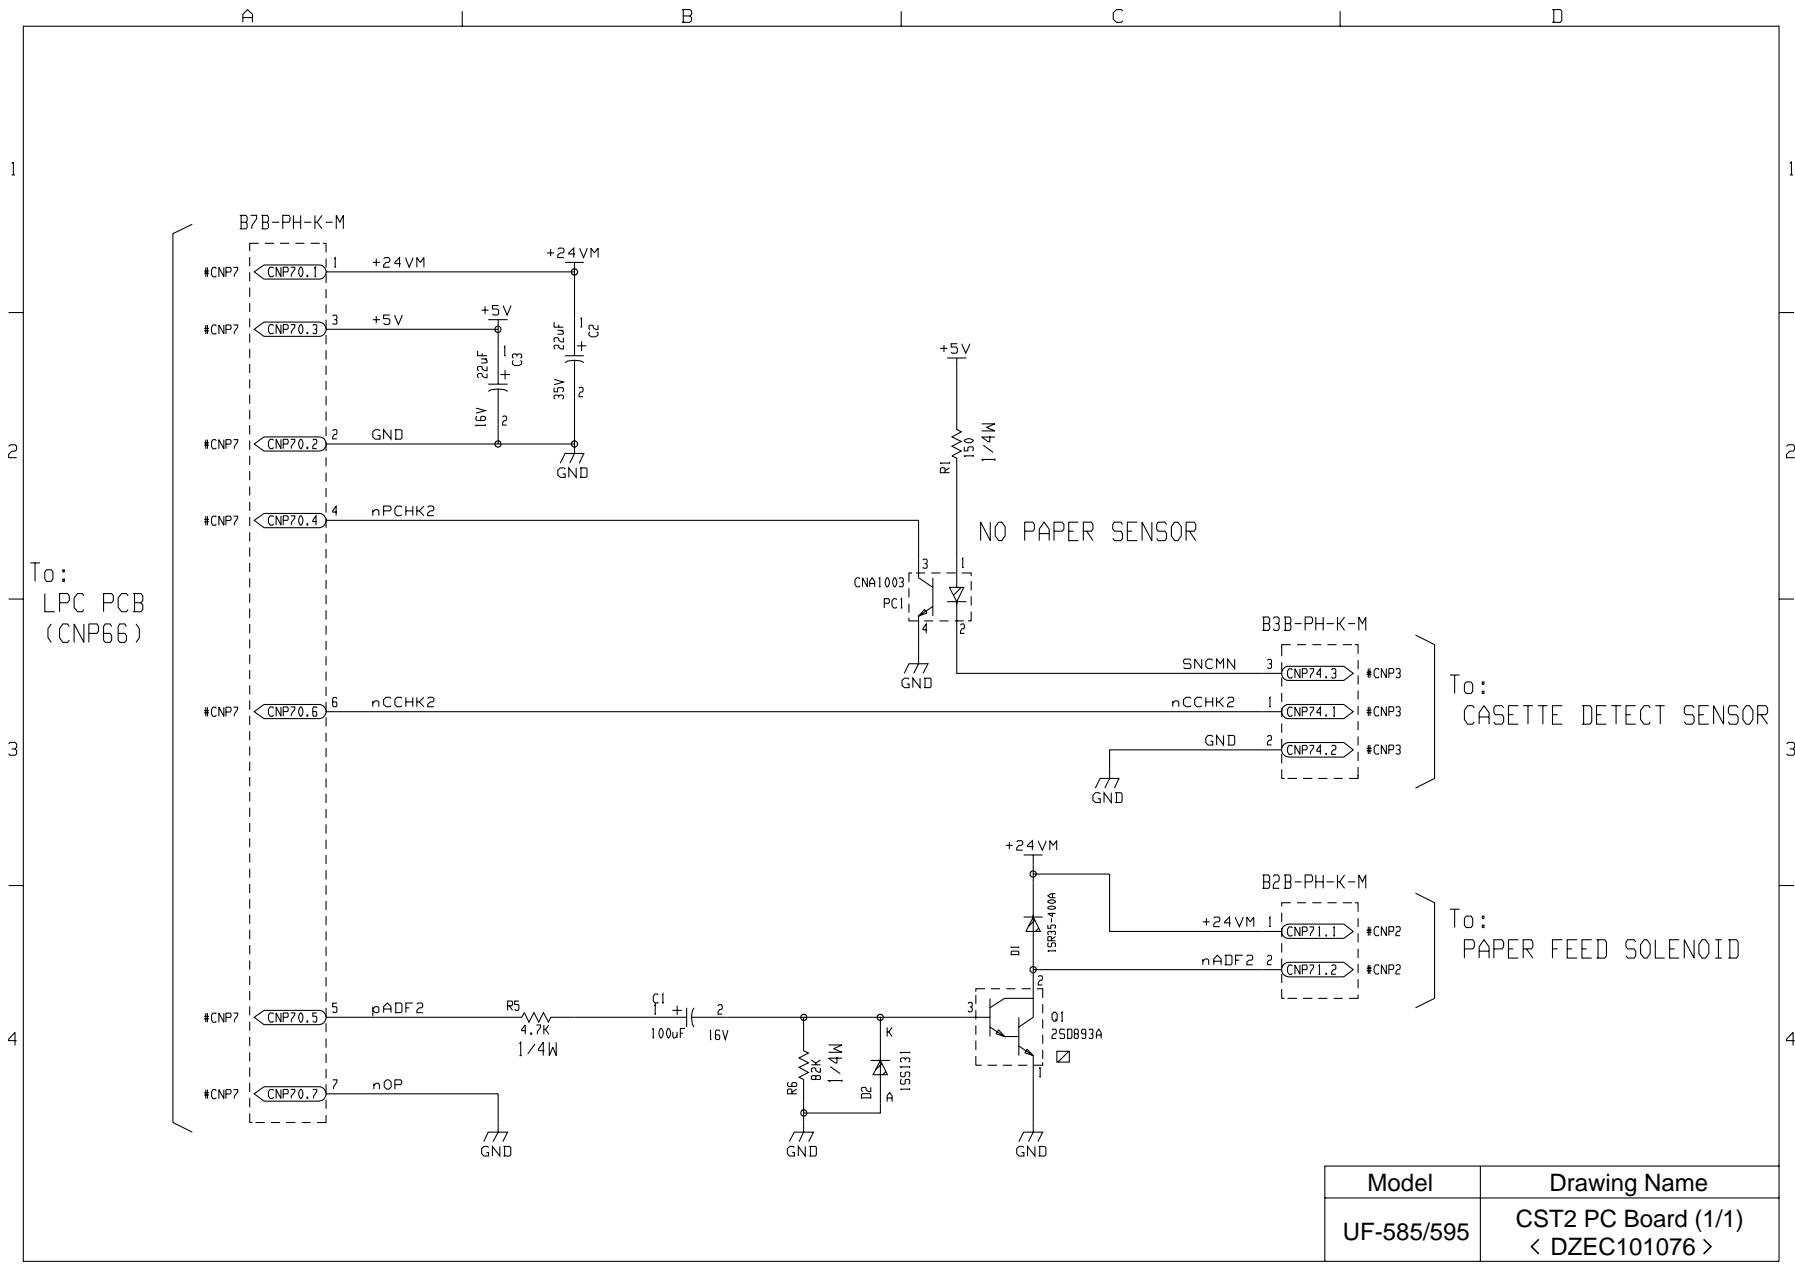 A B C D
1 1
B7B-PH-K-M
#CNP7 CNP70.1 1 +24VM +24VM
#CNP7 CNP70.3 3 +5V +5V
22uF 1 C3 16V 2
22uF 1 C2 35V 2
#CNP7 CNP70.2 2 GND
GND
2 2
+5V
R1 150 1/4W
#CNP7 CNP70.4 4 nPCHK2
NO PAPER SENSOR
3 1
CNA1003
PC1
4 2
GND
To:
LPC PCB
(CNP66)
B3B-PH-K-M
SNCMN 3 CNP74.3 #CNP3
#CNP7 CNP70.6 6 nCCHK2 nCCHK2 1 CNP74.1 #CNP3
GND 2 CNP74.2 #CNP3
GND
To:
CASETTE DETECT SENSOR
3 3
+24VM
D1 1SR35-400A
B2B-PH-K-M
+24VM 1 CNP71.1 #CNP2
nADF2 2 CNP71.2 #CNP2
To:
PAPER FEED SOLENOID
#CNP7 CNP70.5 5 pADF2
R5
4.7K
1/4W
C1
1 + 2
100uF 16V
R6 82K 1/4W
K
D2 1SS131
A
3 2
Q1
2SD893A
1
4 4
#CNP7 CNP70.7 7 nOP
GND GND GND
Model Drawing Name
UF-585/595 CST2 PC Board (1/1)
< DZEC101076 >